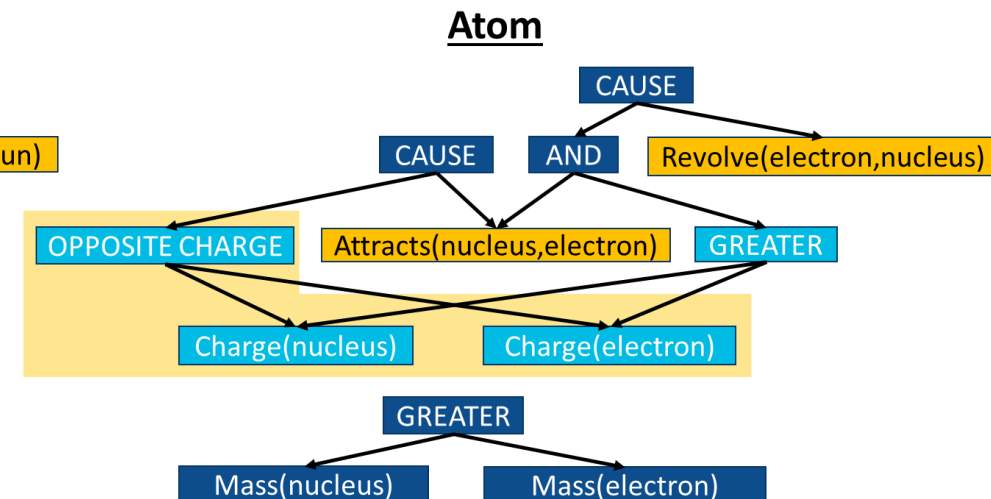 Atom
CAUSE
un)
CAUSE
AND
Revolve(electron,nucleus)
OPPOSITE CHARGE
Attracts(nucleus,electron)
GREATER
Charge(nucleus)
Charge(electron)
GREATER
Mass(nucleus)
Mass(electron)